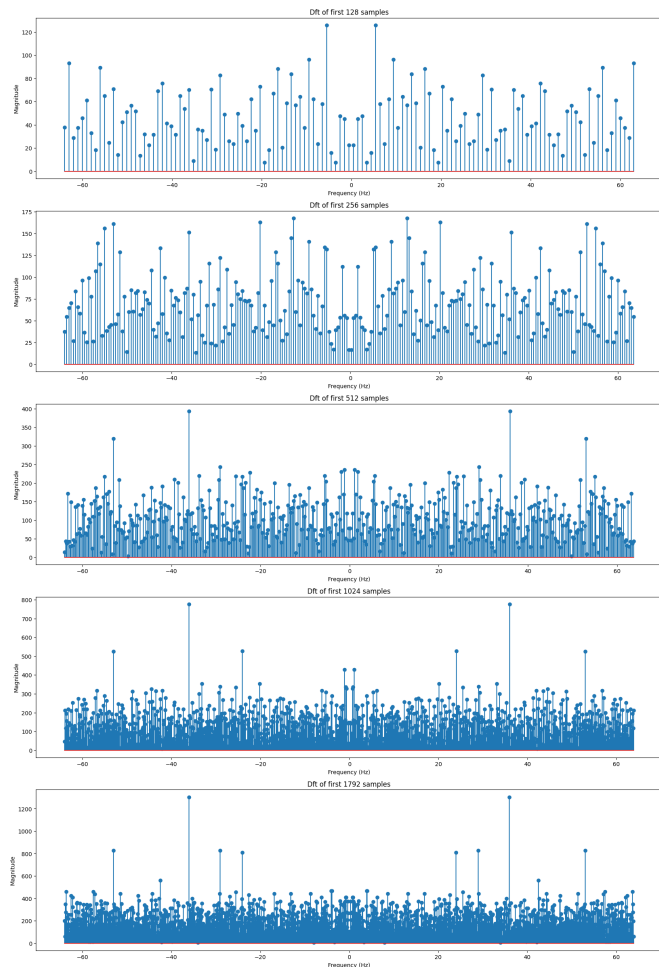 Dft of first 128 samples
120
100
80
60
40
20
0
Magnitude
−60 −40 −20 0 20 40 60
Frequency (Hz)
Dft of first 256 samples
175
150
125
100
75
50
25
0
Magnitude
−60 −40 −20 0 20 40 60
Frequency (Hz)
Dft of first 512 samples
400
350
300
250
200
150
100
50
0
Magnitude
−60 −40 −20 0 20 40 60
Frequency (Hz)
Dft of first 1024 samples
800
700
600
500
400
300
200
100
0
Magnitude
−60 −40 −20 0 20 40 60
Frequency (Hz)
Dft of first 1792 samples
1200
1000
800
600
400
200
0
Magnitude
−60 −40 −20 0 20 40 60
Frequency (Hz)